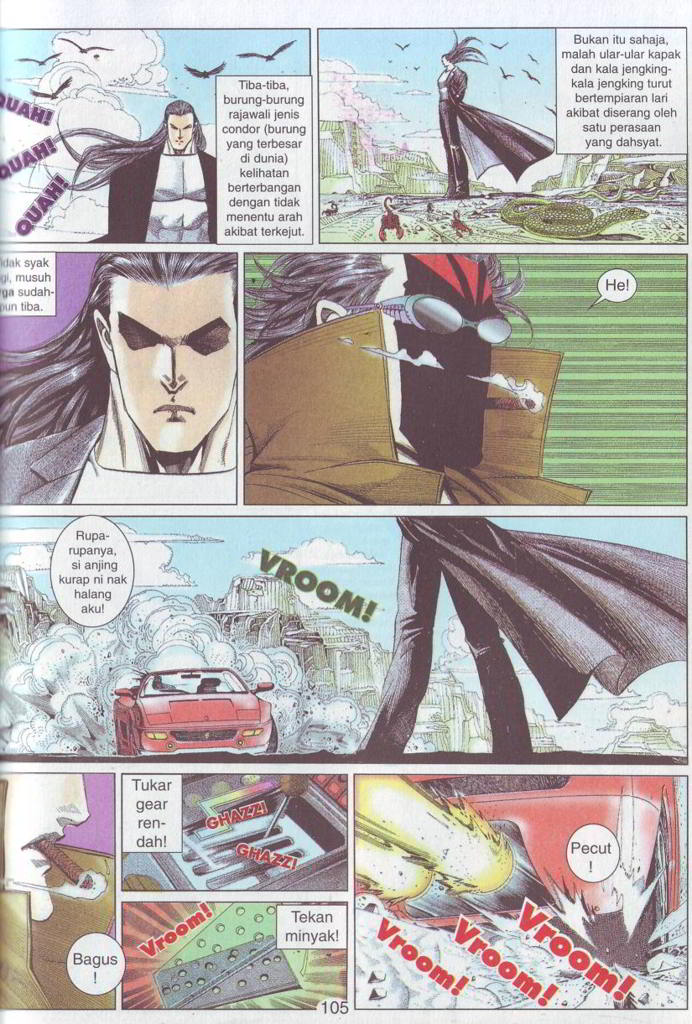 QUAH!
QUAH!
QUAH!
Tiba-tiba,
burung-burung
rajawali jenis
condor (burung
yang terbesar
di dunia)
kelihatan
berterbangan
dengan tidak
menentu arah
akibat terkejut.
Bukan itu sahaja,
malah ular-ular kapak
dan kala jengking-
kala jengking turut
bertempiaran lari
akibat diserang oleh
satu perasaan
yang dahsyat.
syak
musuh
sudah-
pun tiba.
He!
Rupa-
rupanya,
si anjing
kurap ni nak
halang
aku!
VROOM!
Bagus
!
Tukar
gear
ren-
dah!
GHAZZ!
GHAZZ!
Vroom!
Tekan
minyak!
Pecut
!
Vroom!
Vroom!
Vroom!
105